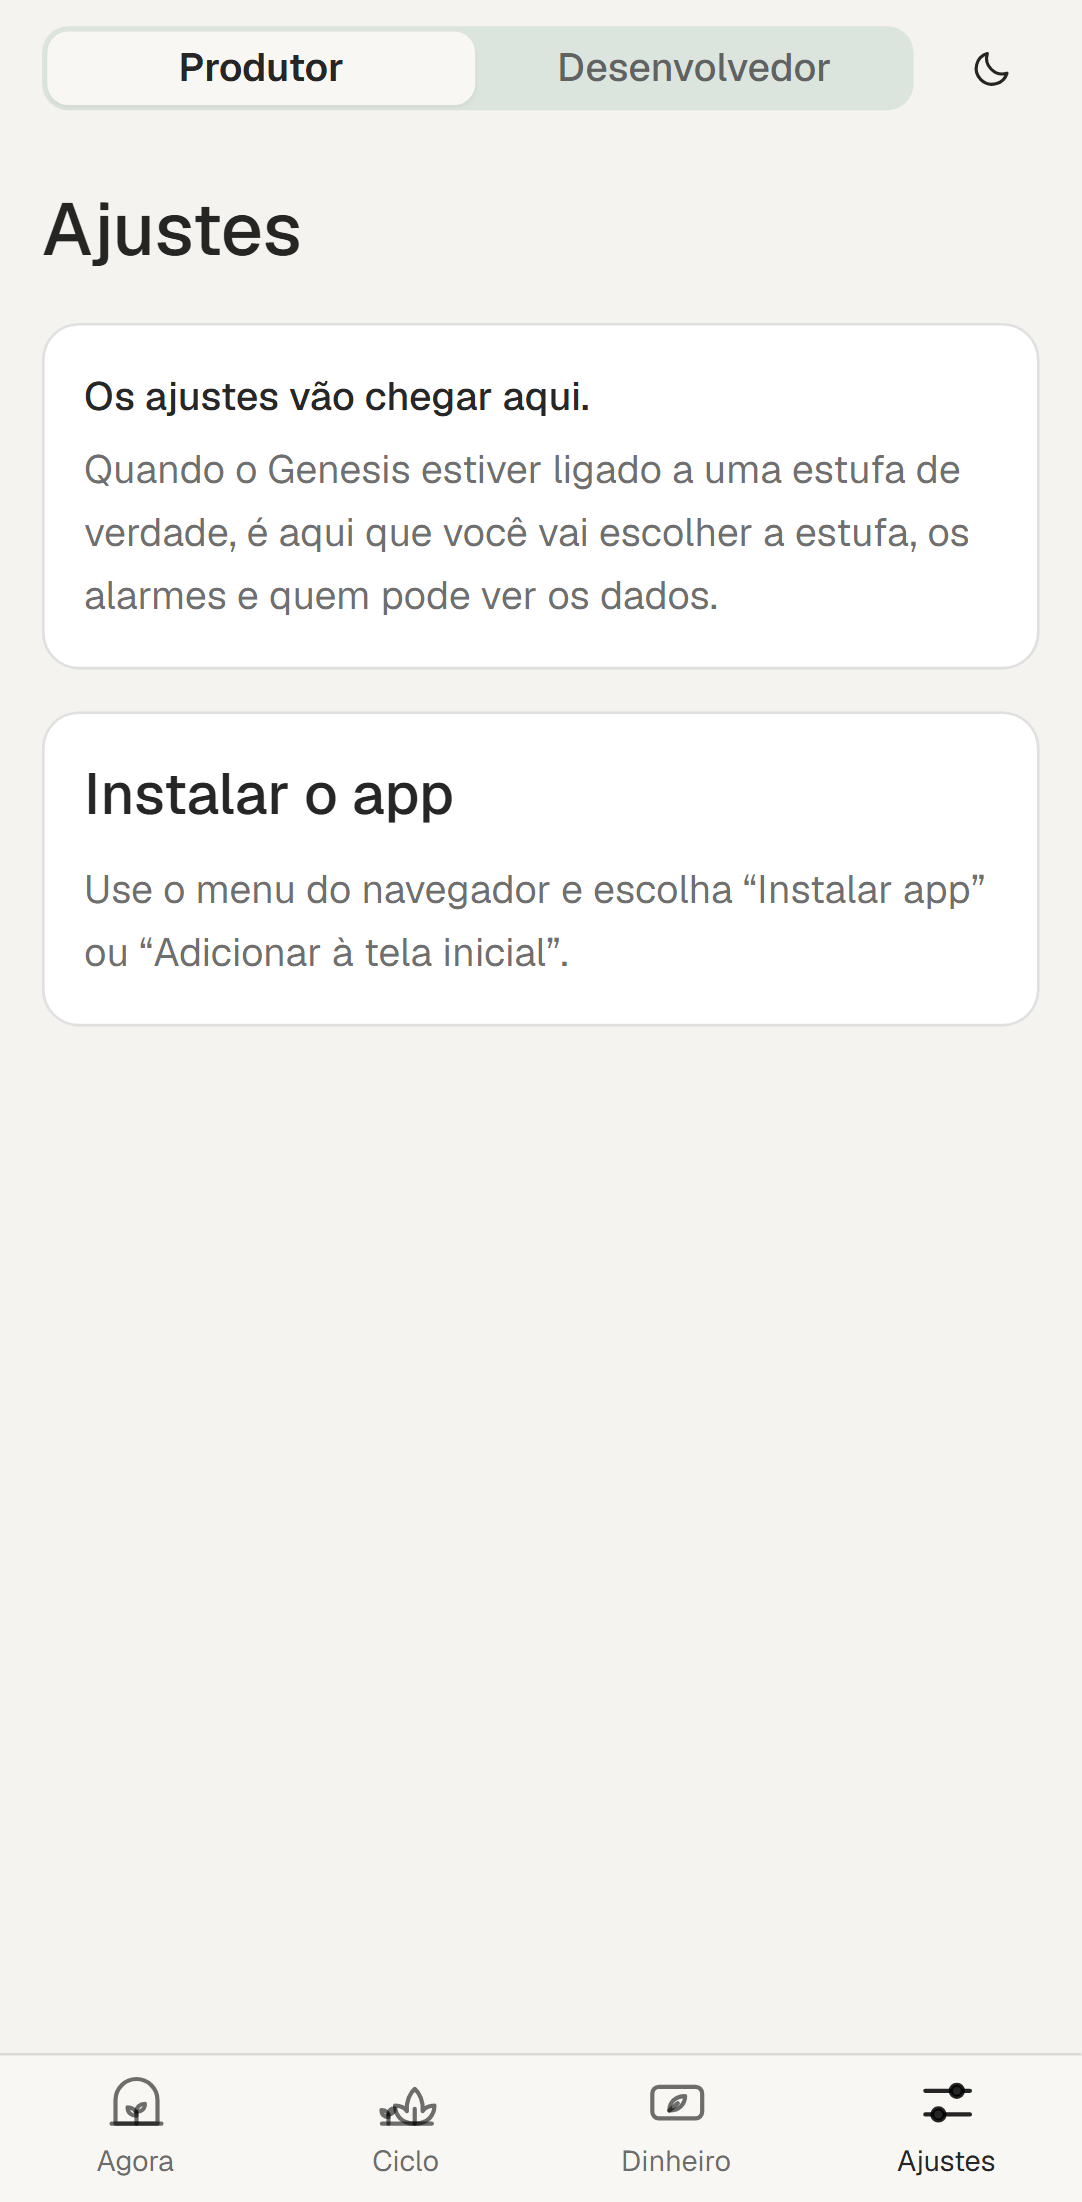 Produtor
Desenvolvedor
Ajustes
Os ajustes vão chegar aqui.
Quando o Genesis estiver ligado a uma estufa de
verdade, é aqui que você vai escolher a estufa, os
alarmes e quem pode ver os dados.
Instalar o app
Use o menu do navegador e escolha “Instalar app”
ou “Adicionar à tela inicial”.
Agora
Ciclo
Dinheiro
Ajustes